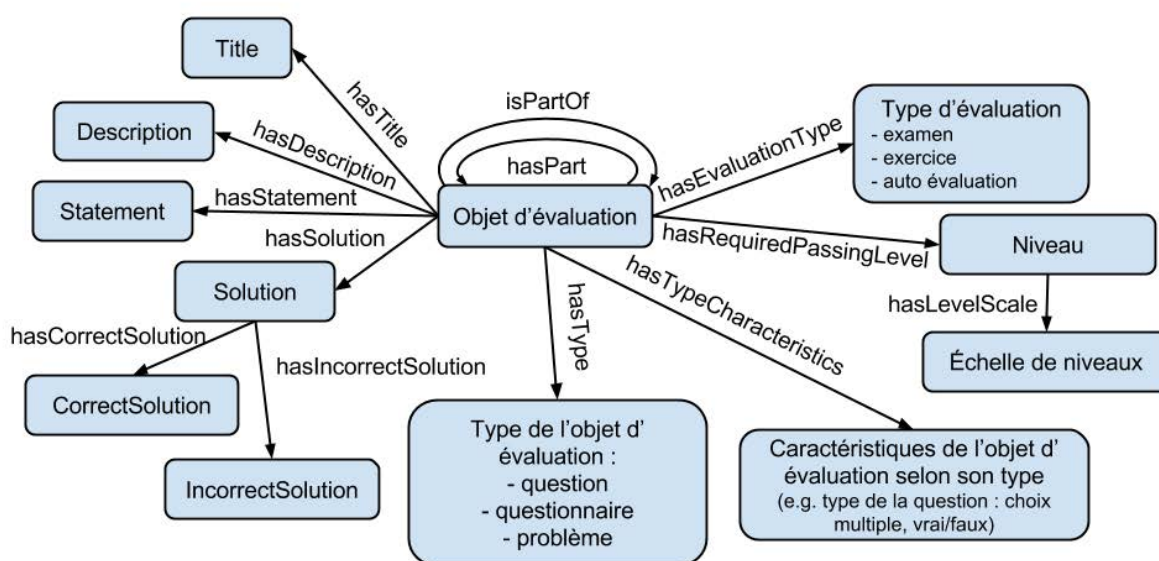 Title
hasTitle
Description
hasDescription
Statement
hasStatement
hasSolution
Solution
hasCorrectSolution
hasIncorrectSolution
CorrectSolution
IncorrectSolution
isPartOf
hasPart
Objet d'évaluation
hasEvaluationType
Type d'évaluation
- examen
- exercice
- auto évaluation
hasRequiredPassingLevel
Niveau
hasLevelScale
Échelle de niveaux
hasType
Type de l'objet d'
évaluation :
- question
- questionnaire
- problème
hasTypeCharacteristics
Caractéristiques de l'objet d'
évaluation selon son type
(e.g. type de la question : choix
multiple, vrai/faux)